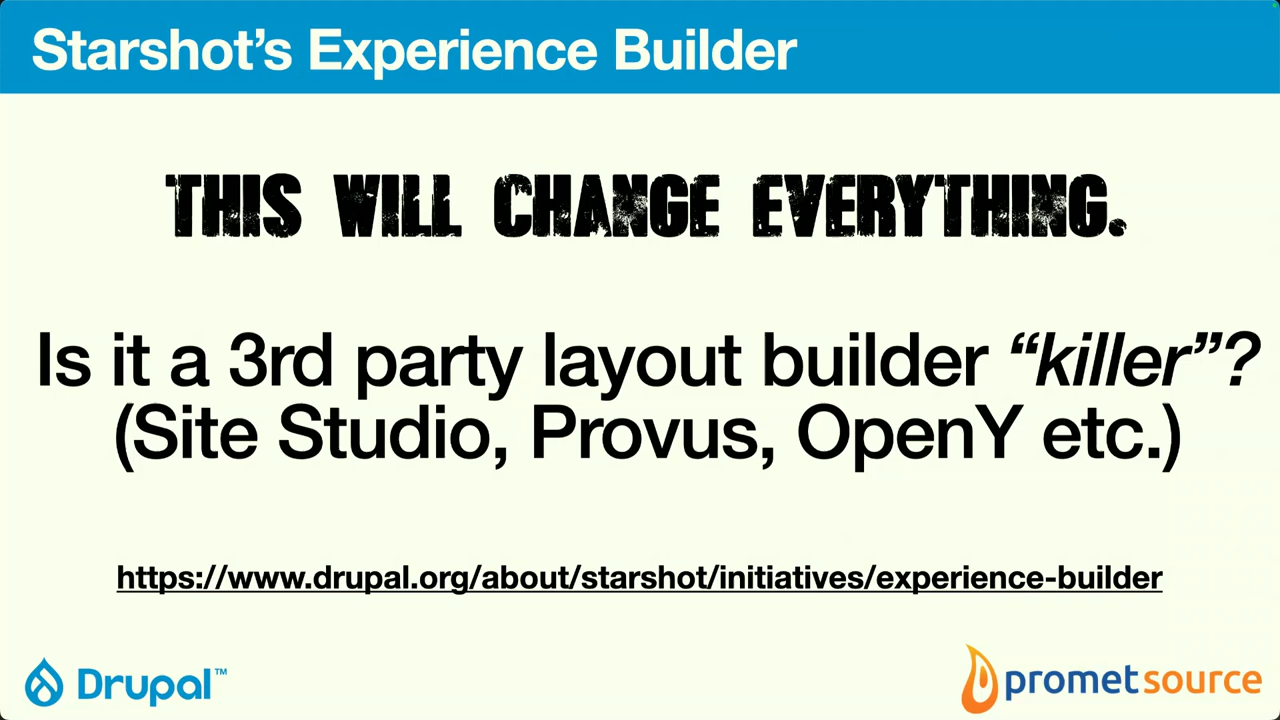 Starshot’s Experience Builder
THIS WILL CHANGE EVERYTHING.
Is it a 3rd party layout builder “killer”?
(Site Studio, Provus, OpenY etc.)
https://www.drupal.org/about/starshot/initiatives/experience-builder
Drupal™
prometsource